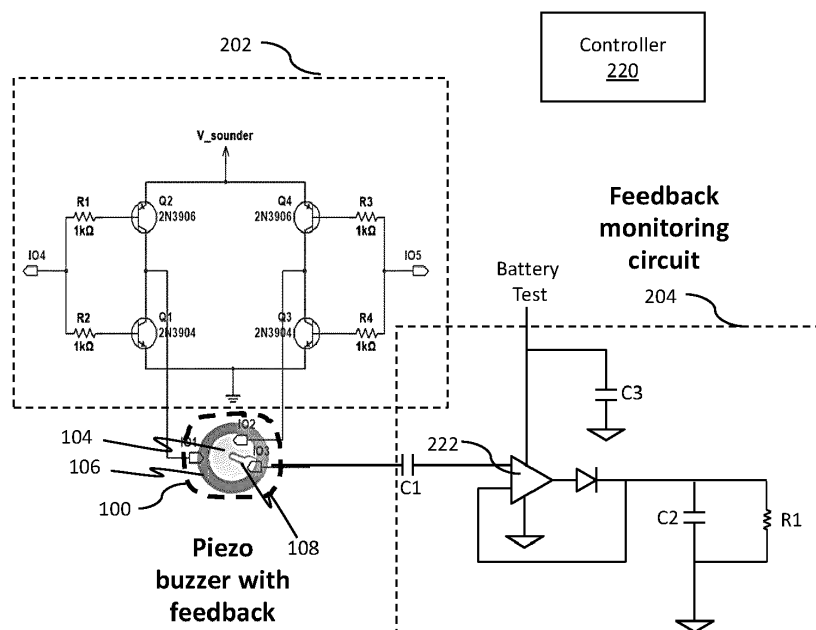 202
Controller
220
V_sounder
R1
1kΩ
Q2
2N3906
Q4
2N3906
R3
1kΩ
IO4
IO5
R2
1kΩ
Q1
2N3904
Q3
2N3904
R4
1kΩ
Feedback
monitoring
circuit
204
Battery
Test
C3
104
106
100
IO1
IO2
IO3
108
C1
222
C2
R1
Piezo
buzzer with
feedback